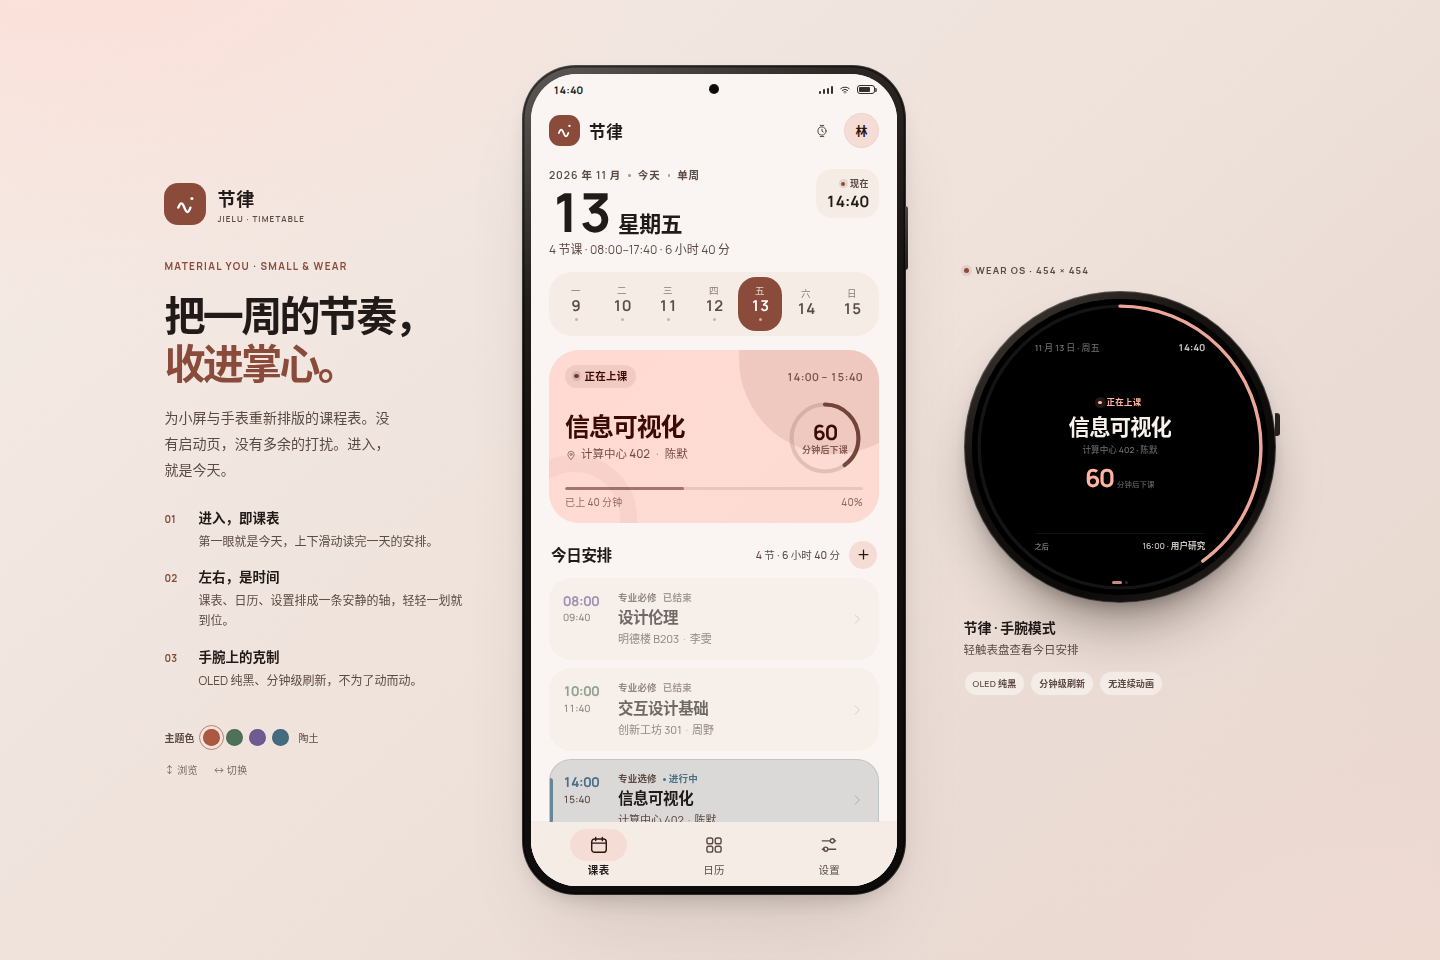 节律
JIELU · TIMETABLE
MATERIAL YOU · SMALL & WEAR
把一周的节奏，
收进掌心。
为小屏与手表重新排版的课程表。没
有启动页，没有多余的打扰。进入，
就是今天。
01 进入，即课表
第一眼就是今天，上下滑动读完一天的安排。
02 左右，是时间
课表、日历、设置排成一条安静的轴，轻轻一划就
到位。
03 手腕上的克制
OLED 纯黑、分钟级刷新，不为了动而动。
主题色 陶土
↕ 浏览 ↔ 切换
14:40
节律 林
2026 年 11 月 • 今天 • 单周
13 星期五
现在
14:40
4 节课 · 08:00–17:40 · 6 小时 40 分
一 二 三 四 五 六 日
9 10 11 12 13 14 15
正在上课 14:00 – 15:40
信息可视化
计算中心 402 · 陈默
60
分钟后下课
已上 40 分钟 40%
今日安排 4 节 · 6 小时 40 分 +
08:00 专业必修 已结束
09:40 设计伦理
明德楼 B203 · 李雯
10:00 专业必修 已结束
11:40 交互设计基础
创新工坊 301 · 周野
14:00 专业选修 • 进行中
15:40 信息可视化
计算中心 402 · 陈默
课表 日历 设置
WEAR OS · 454 × 454
11 月 13 日 · 周五 14:40
正在上课
信息可视化
计算中心 402 · 陈默
60 分钟后下课
之后 16:00 · 用户研究
节律 · 手腕模式
轻触表盘查看今日安排
OLED 纯黑 分钟级刷新 无连续动画